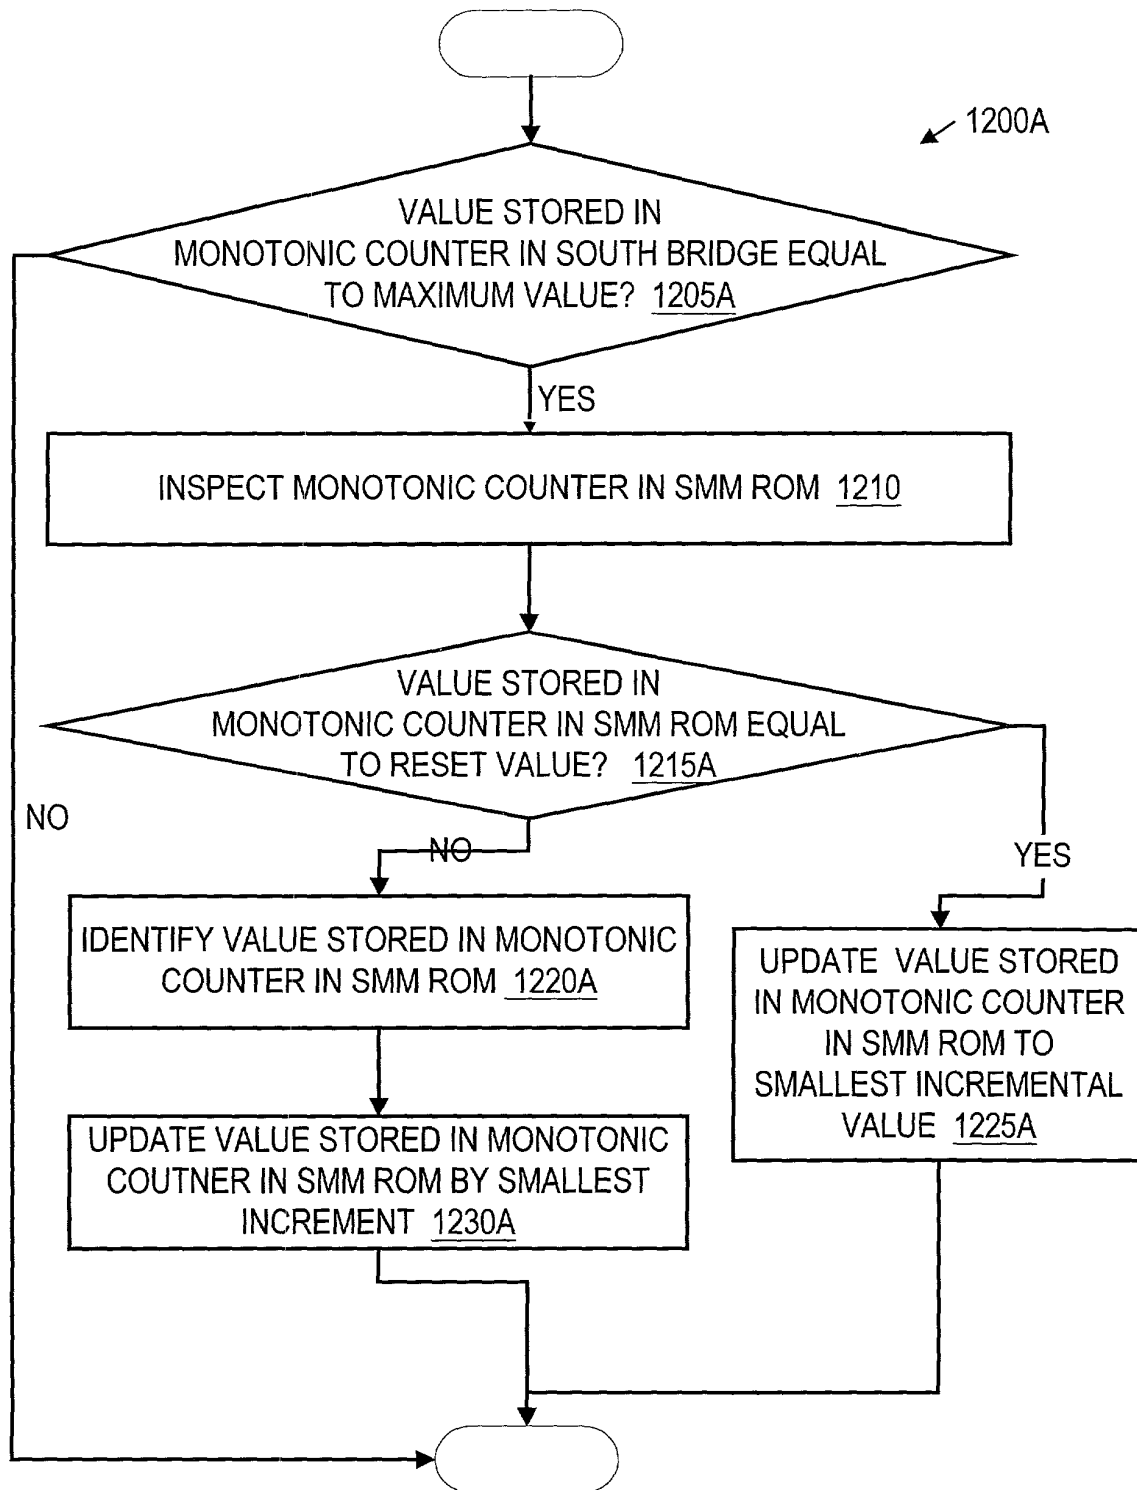 1200A
VALUE STORED IN
MONOTONIC COUNTER IN SOUTH BRIDGE EQUAL
TO MAXIMUM VALUE? 1205A
YES
INSPECT MONOTONIC COUNTER IN SMM ROM 1210
VALUE STORED IN
MONOTONIC COUNTER IN SMM ROM EQUAL
TO RESET VALUE? 1215A
NO
NO
YES
IDENTIFY VALUE STORED IN MONOTONIC
COUNTER IN SMM ROM 1220A
UPDATE VALUE STORED
IN MONOTONIC COUNTER
IN SMM ROM TO
SMALLEST INCREMENTAL
VALUE 1225A
UPDATE VALUE STORED IN MONOTONIC
COUTNER IN SMM ROM BY SMALLEST
INCREMENT 1230A